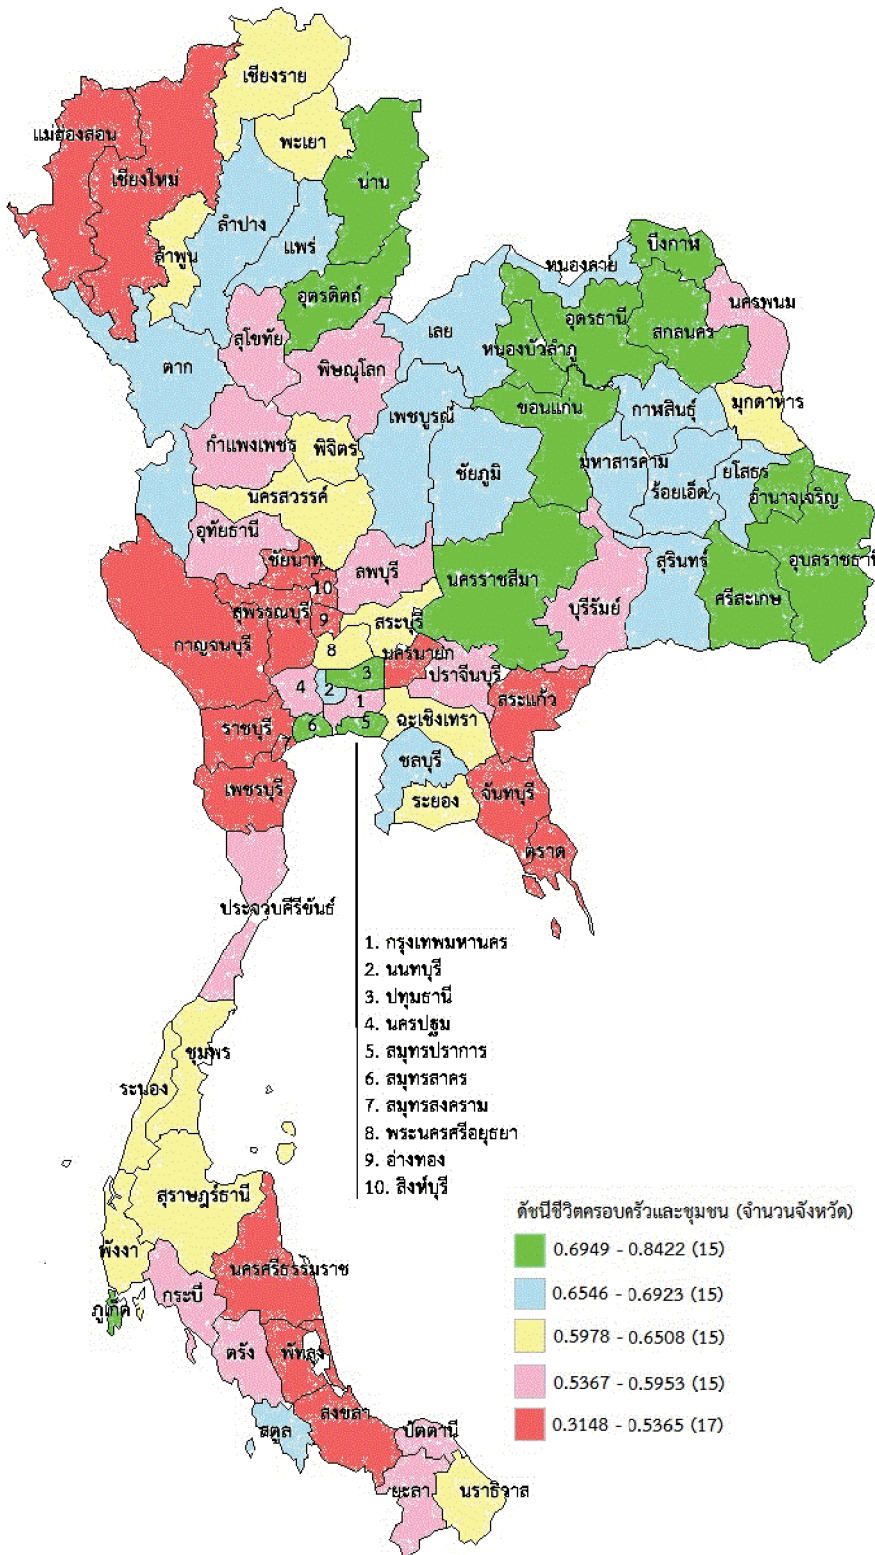 เชียงราย
แม่ฮ่องสอน
พะเยา
เชียงใหม่
น่าน
ลำปาง
แพร่
บึงกาฬ
ลำพูน
หนองคาย
อุตรดิตถ์
นครพนม
อุดรธานี
สุโขทัย
เลย
สกลนคร
หนองบัวลำภู
ตาก
พิษณุโลก
ขอนแก่น
กาฬสินธุ์
มุกดาหาร
เพชรบูรณ์
กำแพงเพชร
พิจิตร
มหาสารคาม
ชัยภูมิ
ยโสธร
ร้อยเอ็ด
นครสวรรค์
อำนาจเจริญ
อุทัยธานี
ชัยนาท
ลพบุรี
สุรินทร์
อุบลราชธานี
นครราชสีมา
10
ศรีสะเกษ
สุพรรณบุรี
9
สระบุรี
บุรีรัมย์
กาญจนบุรี
8
นครนายก
3
ปราจีนบุรี
4
2
1
สระแก้ว
ราชบุรี
6
5
ฉะเชิงเทรา
7
ชลบุรี
เพชรบุรี
ระยอง
จันทบุรี
ตราด
ประจวบคีรีขันธ์
1. กรุงเทพมหานคร
2. นนทบุรี
3. ปทุมธานี
4. นครปฐม
5. สมุทรปราการ
6. สมุทรสาคร
7. สมุทรสงคราม
8. พระนครศรีอยุธยา
9. อ่างทอง
10. สิงห์บุรี
ชุมพร
ระนอง
สุราษฎร์ธานี
พังงา
นครศรีธรรมราช
กระบี่
ภูเก็ต
ตรัง
พัทลุง
สงขลา
สตูล
ปัตตานี
ยะลา
นราธิวาส
ดัชนีชีวิตครอบครัวและชุมชน (จำนวนจังหวัด)
0.6949 - 0.8422 (15)
0.6546 - 0.6923 (15)
0.5978 - 0.6508 (15)
0.5367 - 0.5953 (15)
0.3148 - 0.5365 (17)